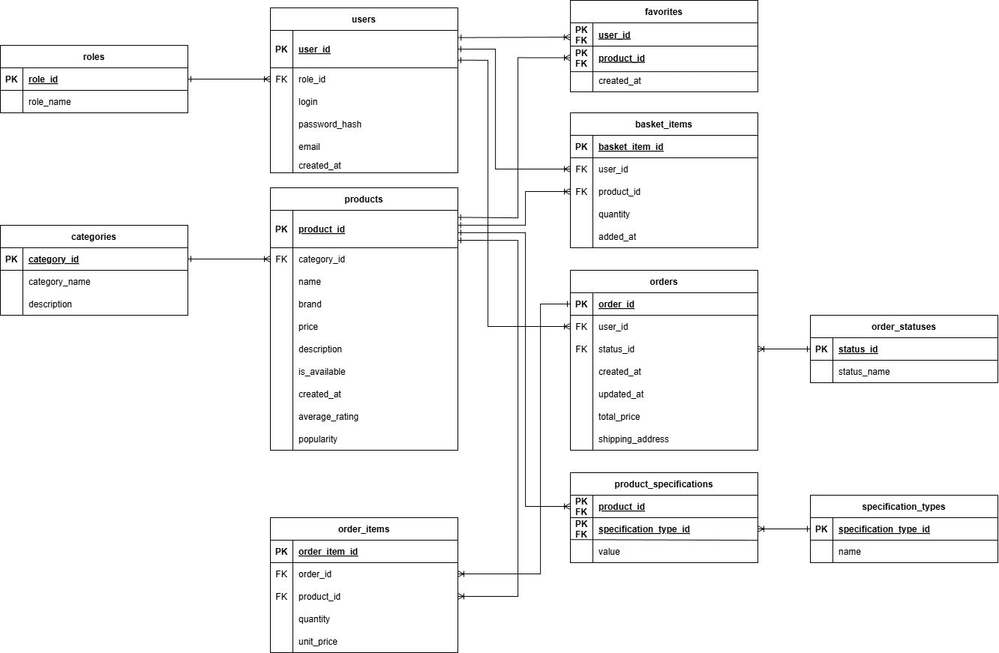 users
PK user_id
FK role_id
login
password_hash
email
created_at
roles
PK role_id
role_name
favorites
PK
FK user_id
PK
FK product_id
created_at
basket_items
PK basket_item_id
FK user_id
FK product_id
quantity
added_at
products
PK product_id
FK category_id
name
brand
price
description
is_available
created_at
average_rating
popularity
categories
PK category_id
category_name
description
orders
PK order_id
FK user_id
FK status_id
created_at
updated_at
total_price
shipping_address
order_statuses
PK status_id
status_name
product_specifications
PK
FK product_id
PK
FK specification_type_id
value
specification_types
PK specification_type_id
name
order_items
PK order_item_id
FK order_id
FK product_id
quantity
unit_price